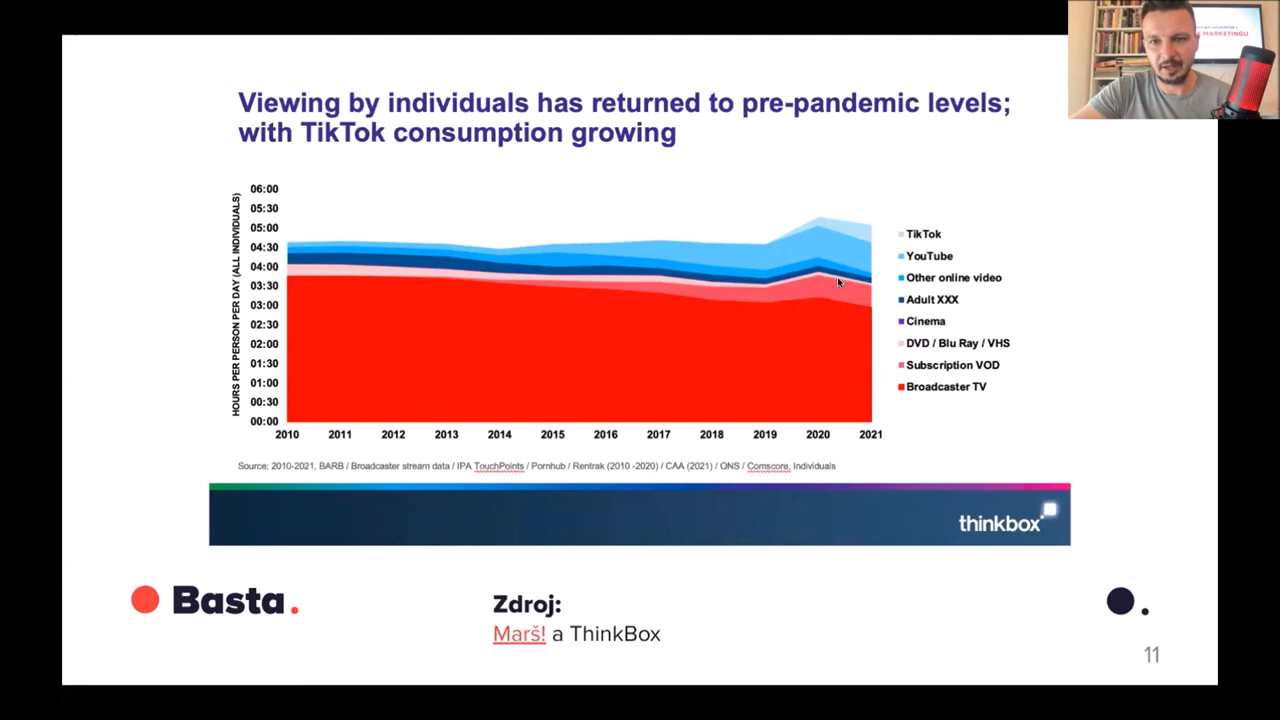 MARKETINGU
Viewing by individuals has returned to pre-pandemic levels;
with TikTok consumption growing
HOURS PER PERSON PER DAY (ALL INDIVIDUALS)
06:00
05:30
05:00
04:30
04:00
03:30
03:00
02:30
02:00
01:30
01:00
00:30
00:00
2010 2011 2012 2013 2014 2015 2016 2017 2018 2019 2020 2021
TikTok
YouTube
Other online video
Adult XXX
Cinema
DVD / Blu Ray / VHS
Subscription VOD
Broadcaster TV
Source: 2010-2021, BARB / Broadcaster stream data / IPA TouchPoints / Pornhub / Rentrak (2010 -2020) / CAA (2021) / ONS / Comscore, Individuals
thinkbox
Basta.
Zdroj:
Marš! a ThinkBox
11